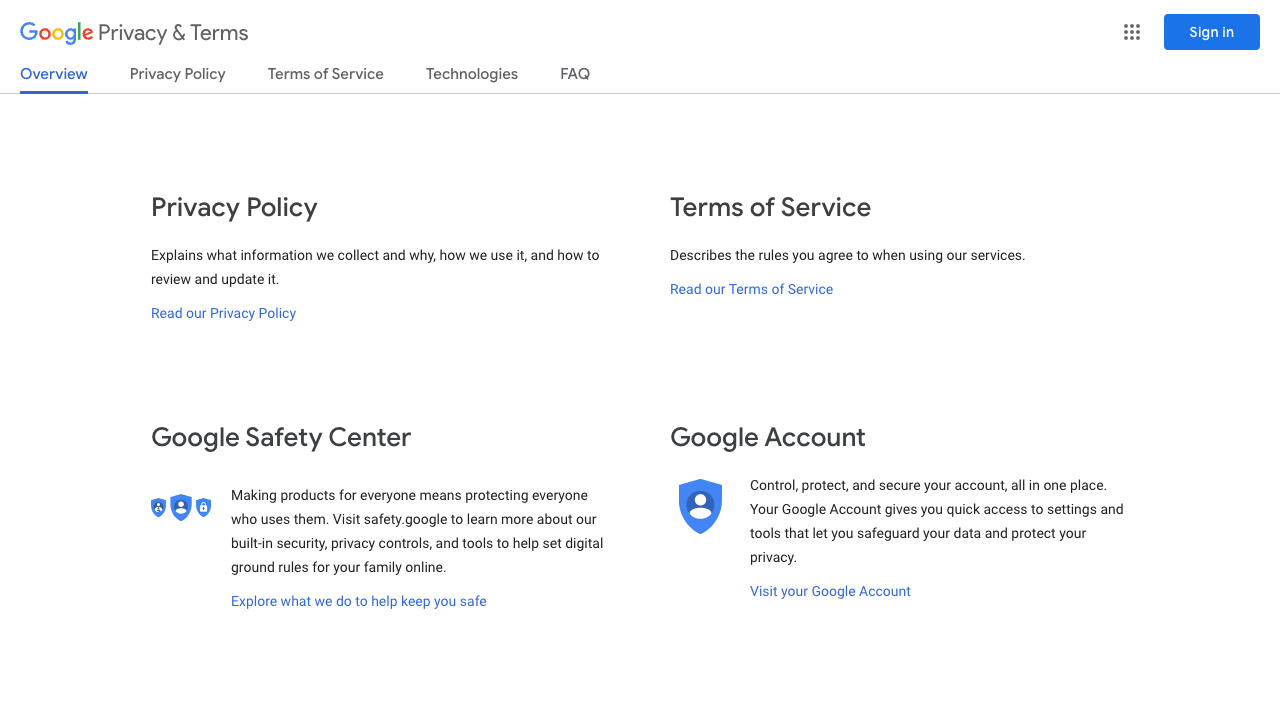 Google Privacy & Terms
Sign in
Overview
Privacy Policy
Terms of Service
Technologies
FAQ
Privacy Policy
Explains what information we collect and why, how we use it, and how to
review and update it.
Read our Privacy Policy
Terms of Service
Describes the rules you agree to when using our services.
Read our Terms of Service
Google Safety Center
Making products for everyone means protecting everyone
who uses them. Visit safety.google to learn more about our
built-in security, privacy controls, and tools to help set digital
ground rules for your family online.
Explore what we do to help keep you safe
Google Account
Control, protect, and secure your account, all in one place.
Your Google Account gives you quick access to settings and
tools that let you safeguard your data and protect your
privacy.
Visit your Google Account